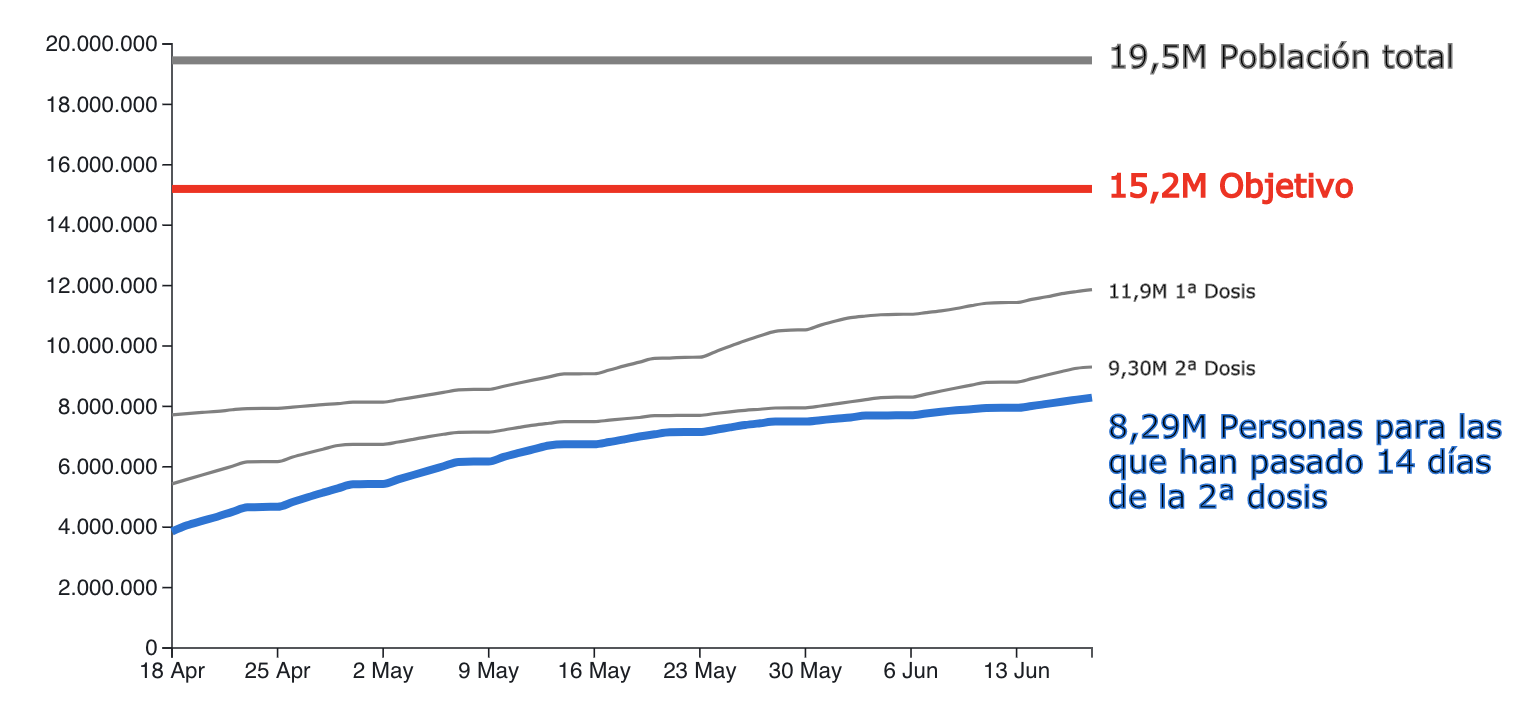 20.000.000
19,5M Población total
18.000.000
16.000.000
15,2M Objetivo
14.000.000
12.000.000
11,9M 1ª Dosis
10.000.000
9,30M 2ª Dosis
8.000.000
8,29M Personas para las
que han pasado 14 días
de la 2ª dosis
6.000.000
4.000.000
2.000.000
0
18 Apr 25 Apr 2 May 9 May 16 May 23 May 30 May 6 Jun 13 Jun